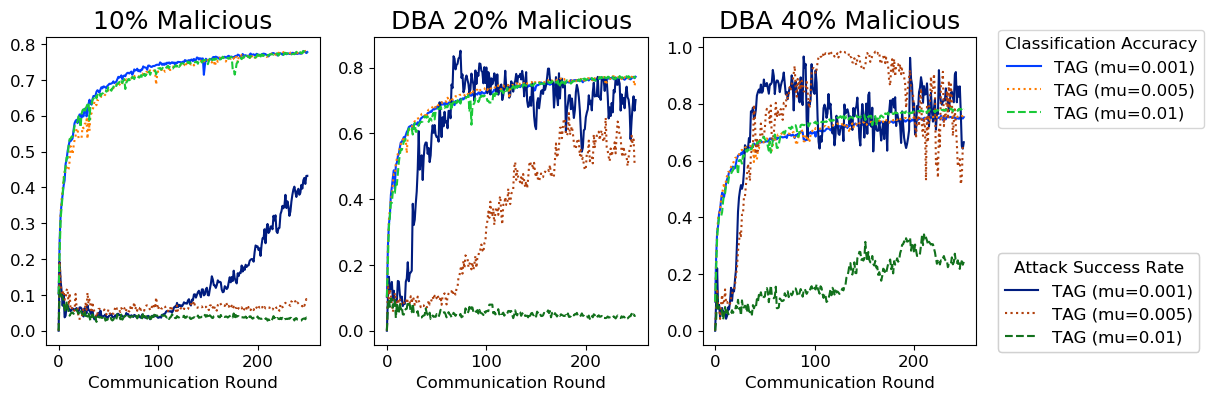 10% Malicious
0.8
0.7
0.6
0.5
0.4
0.3
0.2
0.1
0.0
0
100
200
Communication Round
DBA 20% Malicious
0.8
0.6
0.4
0.2
0.0
0
100
200
Communication Round
DBA 40% Malicious
1.0
0.8
0.6
0.4
0.2
0.0
0
100
200
Communication Round
Classification Accuracy
TAG (mu=0.001)
TAG (mu=0.005)
TAG (mu=0.01)
Attack Success Rate
TAG (mu=0.001)
TAG (mu=0.005)
TAG (mu=0.01)